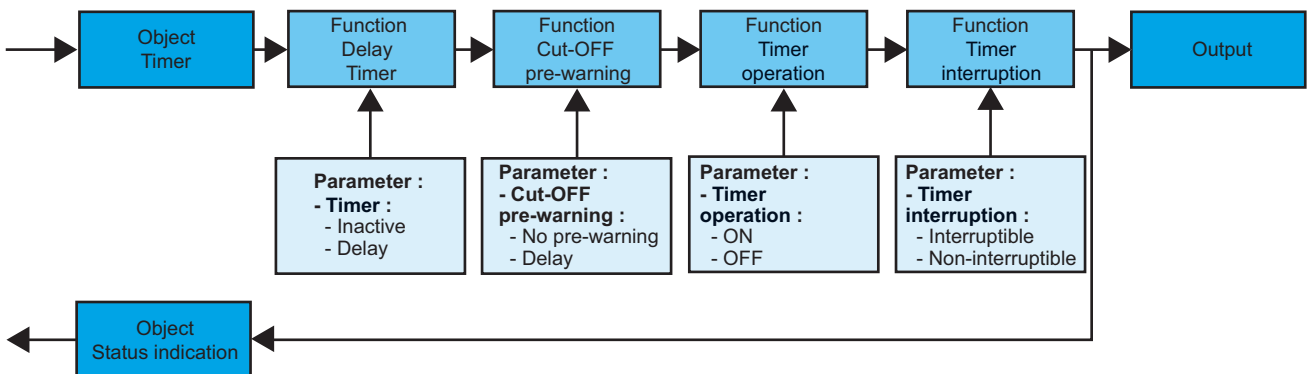 Object
Timer
Function
Delay
Timer
Function
Cut-OFF
pre-warning
Function
Timer
operation
Function
Timer
interruption
Output
Parameter :
- Timer :
- Inactive
- Delay
Parameter :
- Cut-OFF
pre-warning :
- No pre-warning
- Delay
Parameter :
- Timer
operation :
- ON
- OFF
Parameter :
- Timer
interruption :
- Interruptible
- Non-interruptible
Object
Status indication